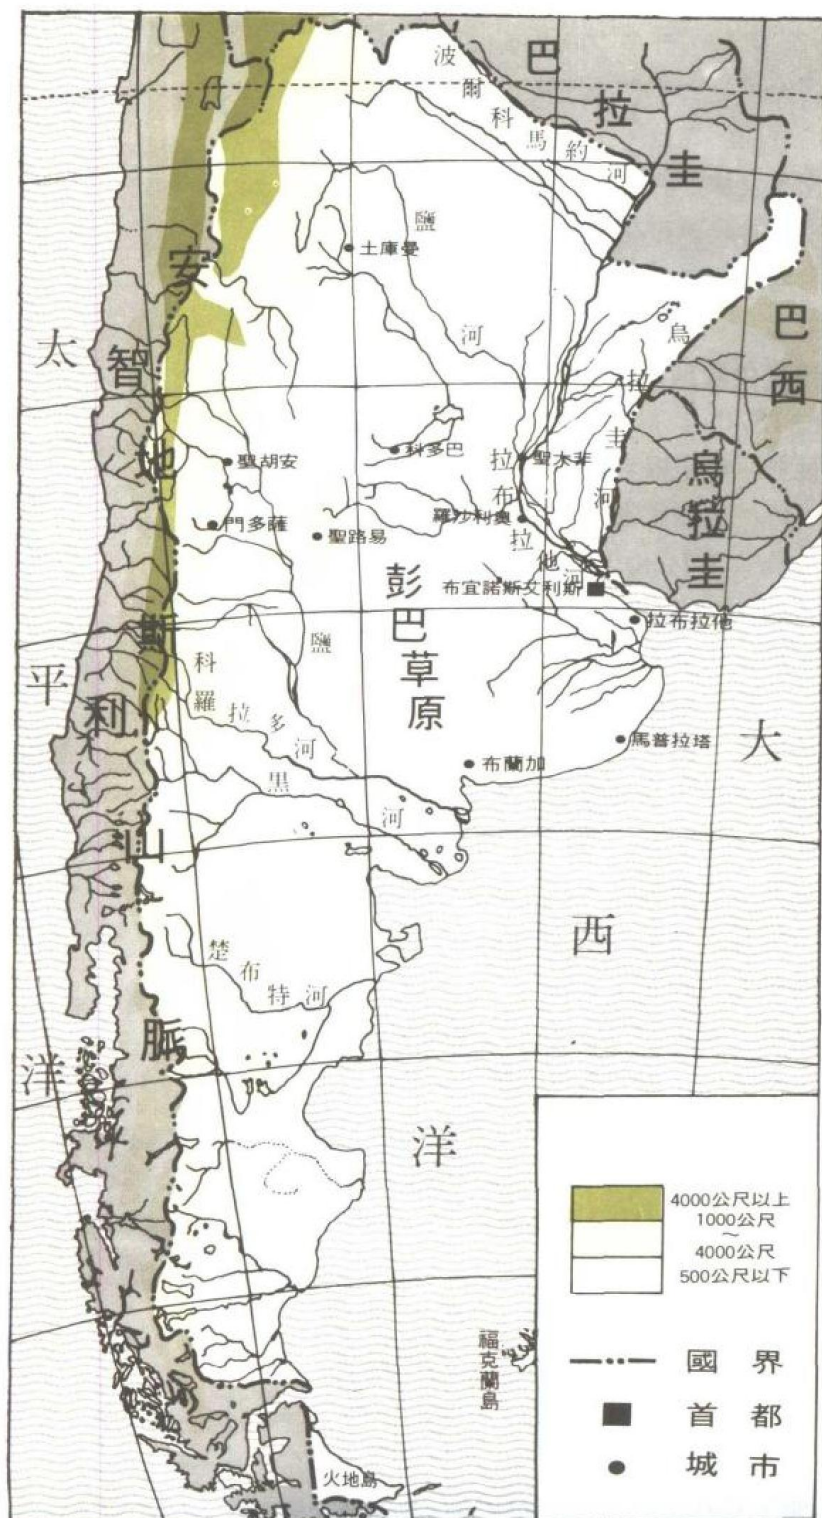 波爾科馬約河
巴拉圭
鹽河
土庫曼
安地斯山脈
智利
太平洋
烏拉圭河
巴西
聖胡安
科多巴
聖大非
拉布拉他河
烏拉圭
門多薩
聖路易
羅沙利奧
彭巴草原
布宜諾斯艾利斯
拉布拉他
鹽
科羅拉多河
馬普拉塔
布蘭加
黑河
大西洋
楚布特河
福克蘭島
火地島
4000公尺以上
1000公尺
~
4000公尺
500公尺以下
國界
首都
城市